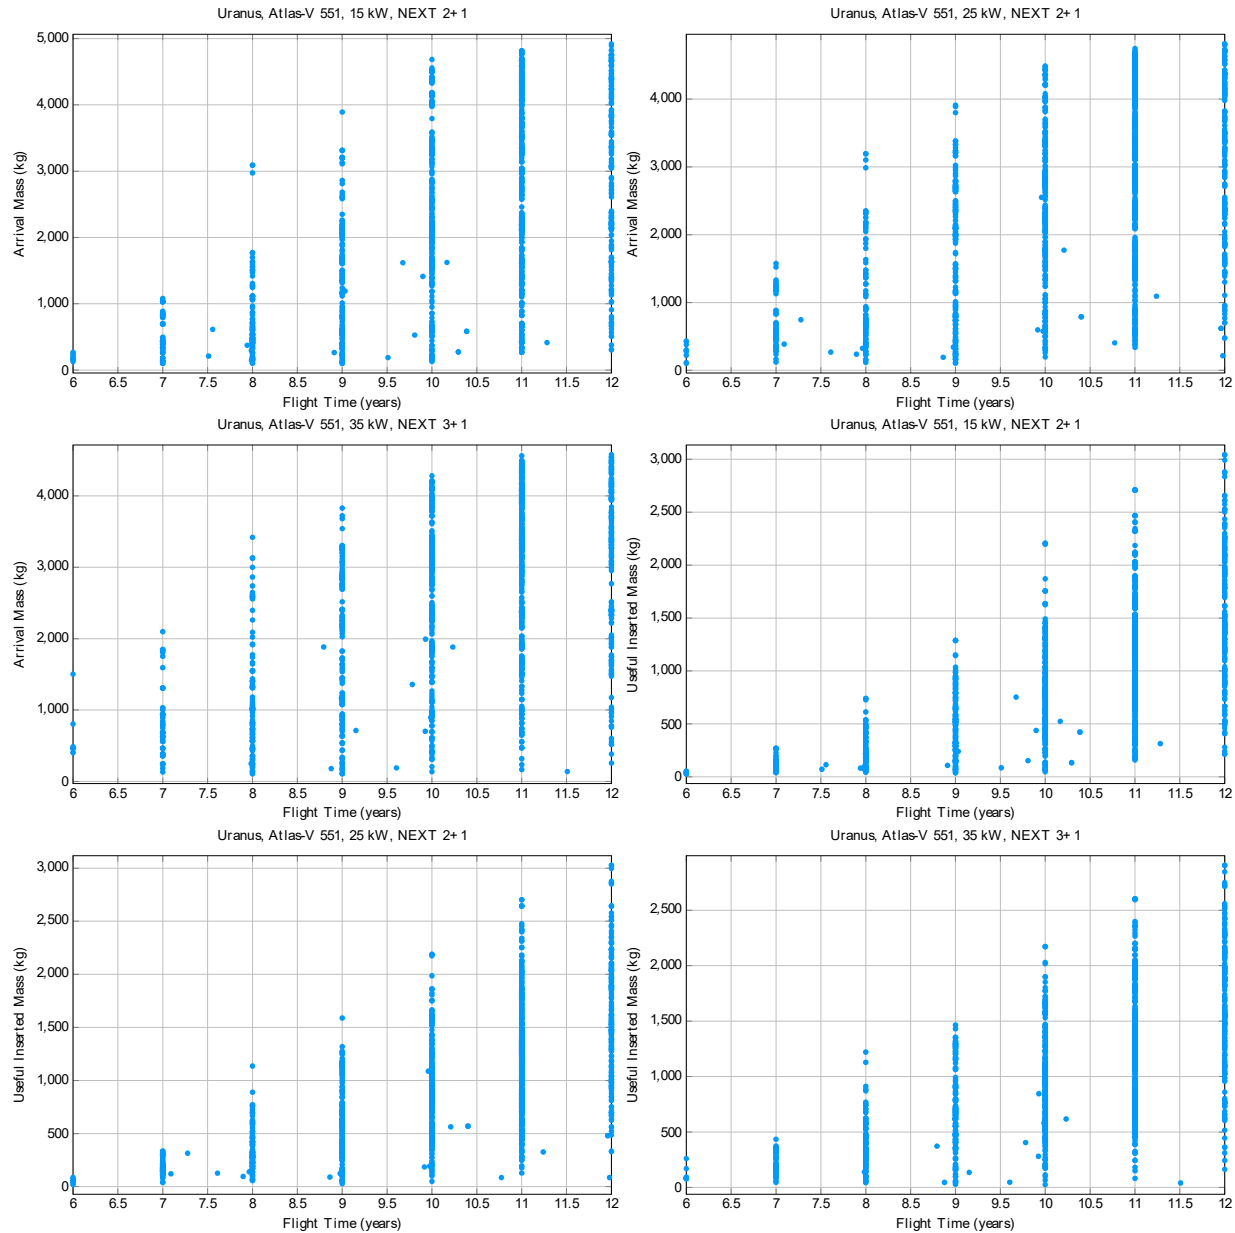 Uranus, Atlas-V 551, 15 kW, NEXT 2+1
Arrival Mass (kg)
5,000
4,000
3,000
2,000
1,000
0
6 6.5 7 7.5 8 8.5 9 9.5 10 10.5 11 11.5 12
Flight Time (years)
Uranus, Atlas-V 551, 25 kW, NEXT 2+1
Arrival Mass (kg)
4,000
3,000
2,000
1,000
0
6 6.5 7 7.5 8 8.5 9 9.5 10 10.5 11 11.5 12
Flight Time (years)
Uranus, Atlas-V 551, 35 kW, NEXT 3+1
Arrival Mass (kg)
4,000
3,000
2,000
1,000
0
6 6.5 7 7.5 8 8.5 9 9.5 10 10.5 11 11.5 12
Flight Time (years)
Uranus, Atlas-V 551, 15 kW, NEXT 2+1
Useful Inserted Mass (kg)
3,000
2,500
2,000
1,500
1,000
500
0
6 6.5 7 7.5 8 8.5 9 9.5 10 10.5 11 11.5 12
Flight Time (years)
Uranus, Atlas-V 551, 25 kW, NEXT 2+1
Useful Inserted Mass (kg)
3,000
2,500
2,000
1,500
1,000
500
0
6 6.5 7 7.5 8 8.5 9 9.5 10 10.5 11 11.5 12
Flight Time (years)
Uranus, Atlas-V 551, 35 kW, NEXT 3+1
Useful Inserted Mass (kg)
2,500
2,000
1,500
1,000
500
0
6 6.5 7 7.5 8 8.5 9 9.5 10 10.5 11 11.5 12
Flight Time (years)